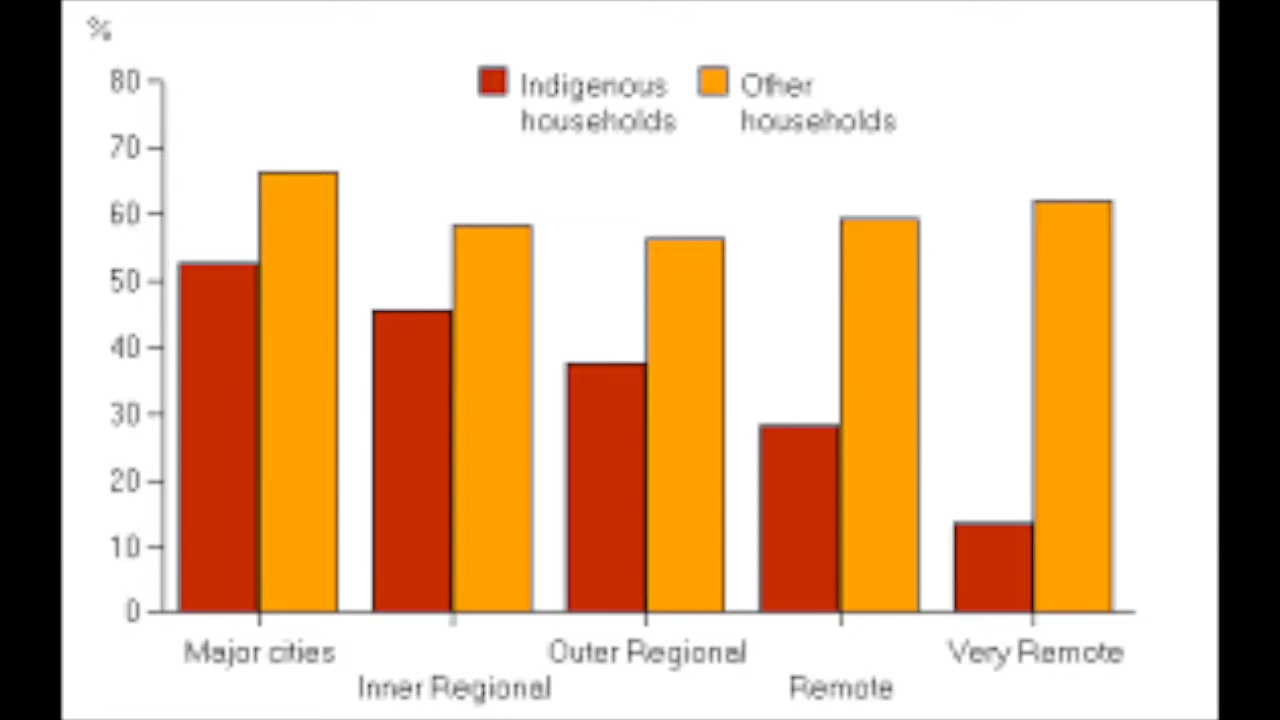 %
Indigenous households
Other households
80
70
60
50
40
30
20
10
0
Major cities
Inner Regional
Outer Regional
Remote
Very Remote